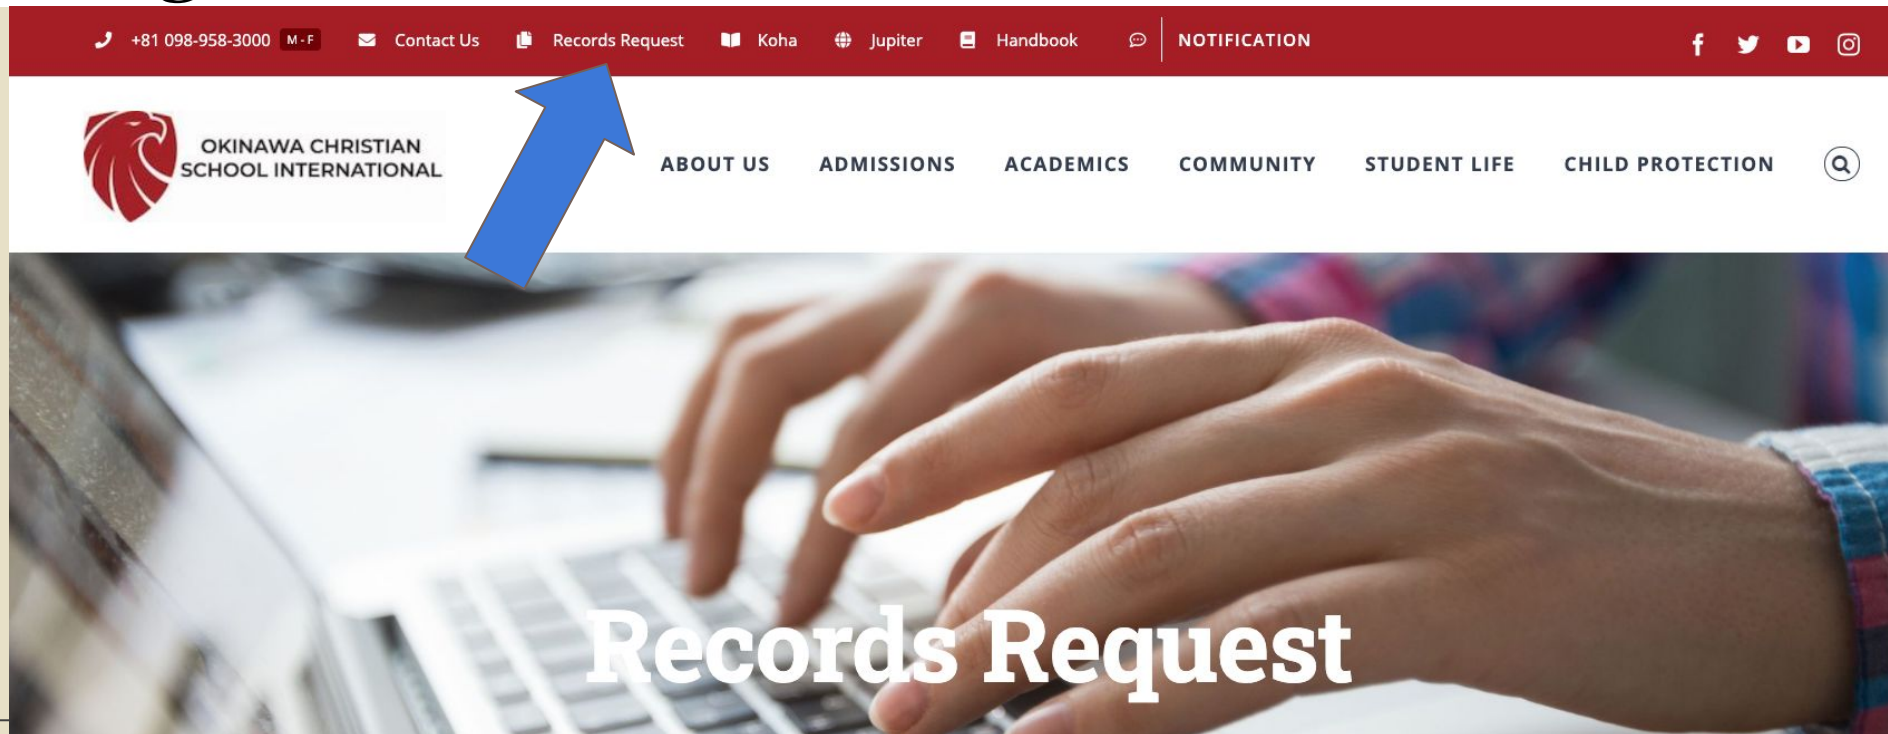 +81 098-958-3000 M - F Contact Us Records Request Koha Jupiter Handbook NOTIFICATION
OKINAWA CHRISTIAN
SCHOOL INTERNATIONAL
ABOUT US ADMISSIONS ACADEMICS COMMUNITY STUDENT LIFE CHILD PROTECTION
Records Request